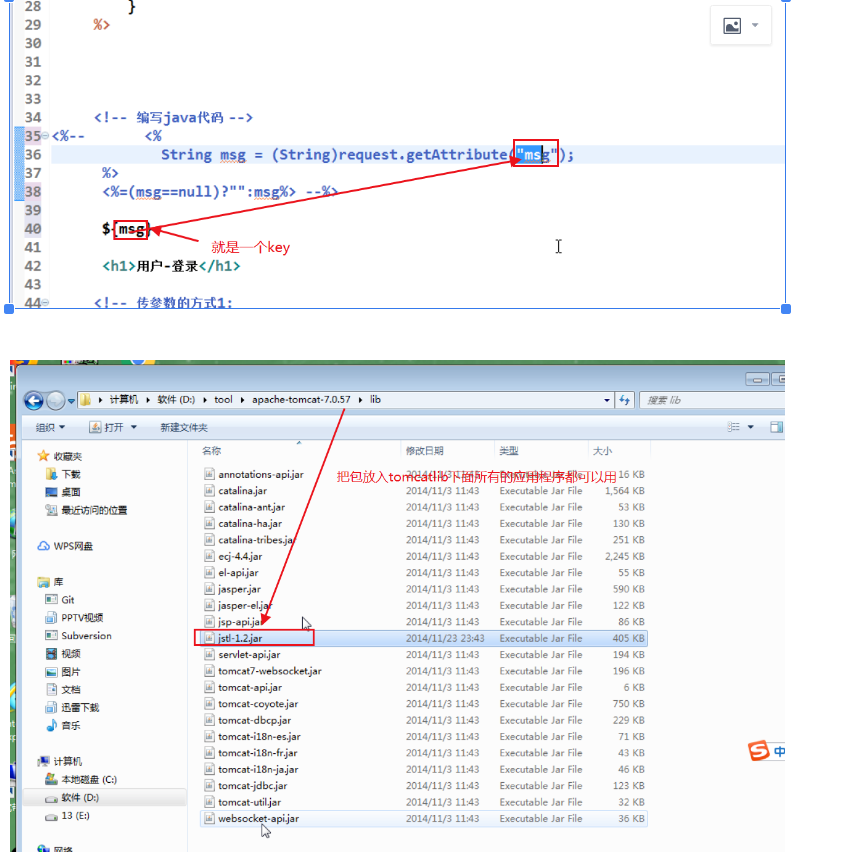 28 }
29 %>
30
31
32
33
34 <!-- 编写java代码 -->
35 <%-- <%
36 String msg = (String)request.getAttribute("msg");
37 %>
38 <%=(msg==null)?"":msg%> --%>
39
40 ${msg}
41 就是一个key
42 <h1>用户-登录</h1>
43
44 <!-- 传参数的方式1:
计算机 软件 (D:) tool apache-tomcat-7.0.57 lib
搜索 lib
组织 打开 新建文件夹
名称 修改日期 类型 大小
收藏夹
下载
桌面
最近访问的位置
WPS网盘
库
Git
PPTV视频
Subversion
视频
图片
文档
迅雷下载
音乐
计算机
本地磁盘 (C:)
软件 (D:)
13 (E:)
网络
把包放入tomcatlib下面所有的应用程序都可以用
annotations-api.jar 2014/11/3 11:43 Executable Jar File 16 KB
catalina.jar 2014/11/3 11:43 Executable Jar File 1,564 KB
catalina-ant.jar 2014/11/3 11:43 Executable Jar File 53 KB
catalina-ha.jar 2014/11/3 11:43 Executable Jar File 130 KB
catalina-tribes.jar 2014/11/3 11:43 Executable Jar File 251 KB
ecj-4.4.jar 2014/11/3 11:43 Executable Jar File 2,245 KB
el-api.jar 2014/11/3 11:43 Executable Jar File 55 KB
jasper.jar 2014/11/3 11:43 Executable Jar File 590 KB
jasper-el.jar 2014/11/3 11:43 Executable Jar File 122 KB
jsp-api.jar 2014/11/3 11:43 Executable Jar File 86 KB
jstl-1.2.jar 2014/11/23 23:43 Executable Jar File 405 KB
servlet-api.jar 2014/11/3 11:43 Executable Jar File 194 KB
tomcat7-websocket.jar 2014/11/3 11:43 Executable Jar File 196 KB
tomcat-api.jar 2014/11/3 11:43 Executable Jar File 6 KB
tomcat-coyote.jar 2014/11/3 11:43 Executable Jar File 750 KB
tomcat-dbcp.jar 2014/11/3 11:43 Executable Jar File 229 KB
tomcat-i18n-es.jar 2014/11/3 11:43 Executable Jar File 71 KB
tomcat-i18n-fr.jar 2014/11/3 11:43 Executable Jar File 43 KB
tomcat-i18n-ja.jar 2014/11/3 11:43 Executable Jar File 46 KB
tomcat-jdbc.jar 2014/11/3 11:43 Executable Jar File 123 KB
tomcat-util.jar 2014/11/3 11:43 Executable Jar File 32 KB
websocket-api.jar 2014/11/3 11:43 Executable Jar File 36 KB
S 中